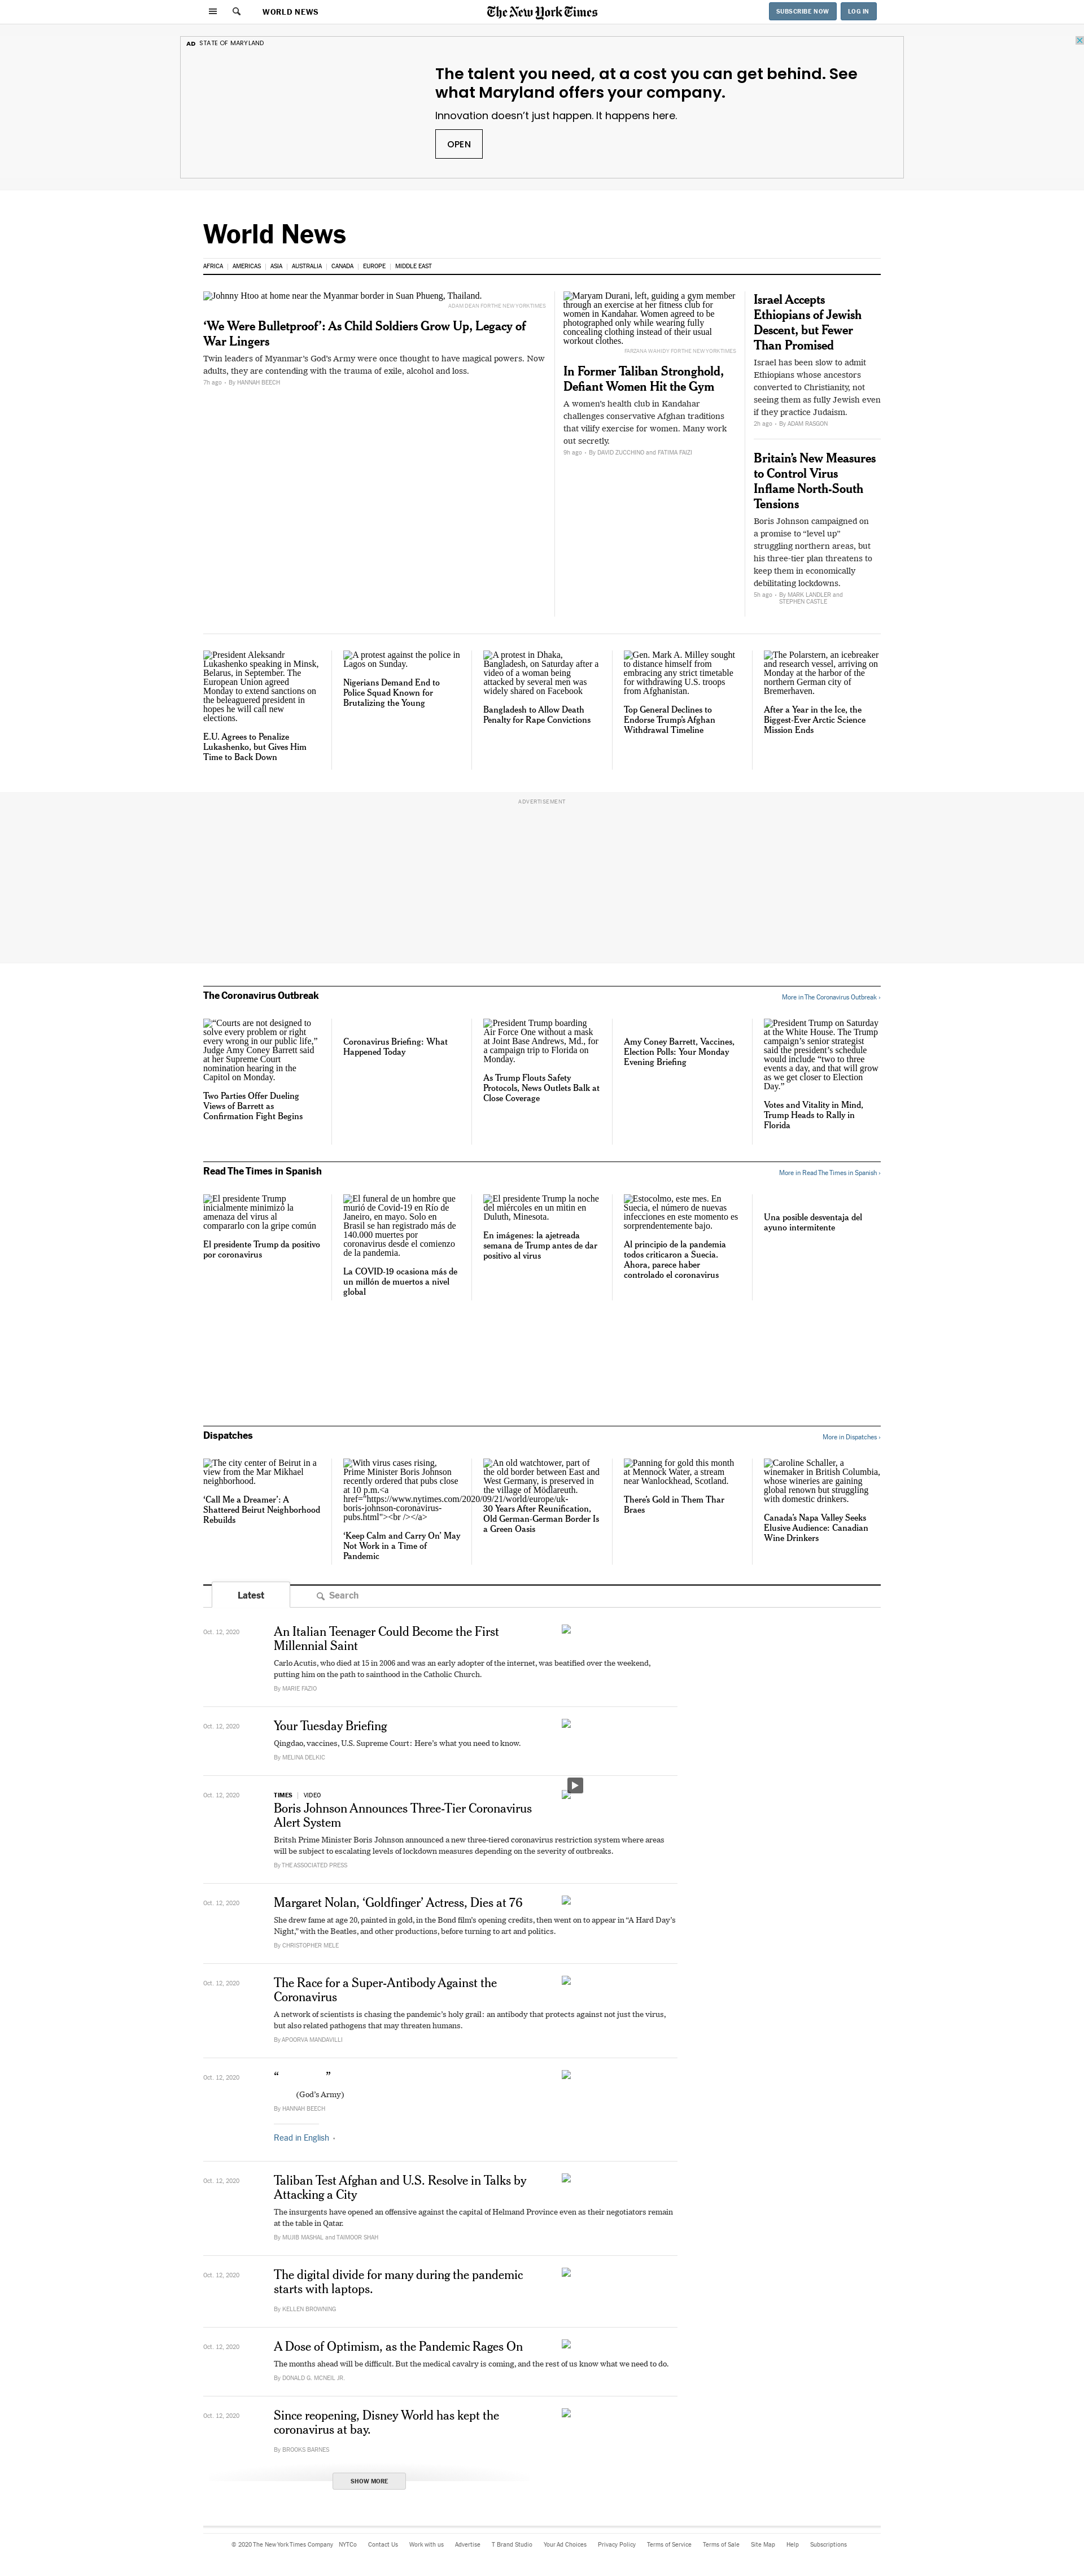 WORLD NEWS
The New York Times
SUBSCRIBE NOW
LOG IN
AD STATE OF MARYLAND
The talent you need, at a cost you can get behind. See
what Maryland offers your company.
Innovation doesn’t just happen. It happens here.
OPEN
World News
AFRICA
AMERICAS
ASIA
AUSTRALIA
CANADA
EUROPE
MIDDLE EAST
Johnny Htoo at home near the Myanmar border in Suan Phueng, Thailand.
ADAM DEAN FOR THE NEW YORK TIMES
‘We Were Bulletproof’: As Child Soldiers Grow Up, Legacy of
War Lingers
Twin leaders of Myanmar’s God’s Army were once thought to have magical powers. Now
adults, they are contending with the trauma of exile, alcohol and loss.
7h ago · By HANNAH BEECH
Maryam Durani, left, guiding a gym member
through an exercise at her fitness club for
women in Kandahar. Women agreed to be
photographed only while wearing fully
concealing clothing instead of their usual
workout clothes.
FARZANA WAHIDY FOR THE NEW YORK TIMES
In Former Taliban Stronghold,
Defiant Women Hit the Gym
A women’s health club in Kandahar
challenges conservative Afghan traditions
that vilify exercise for women. Many work
out secretly.
9h ago · By DAVID ZUCCHINO and FATIMA FAIZI
Israel Accepts
Ethiopians of Jewish
Descent, but Fewer
Than Promised
Israel has been slow to admit
Ethiopians whose ancestors
converted to Christianity, not
seeing them as fully Jewish even
if they practice Judaism.
2h ago · By ADAM RASGON
Britain’s New Measures
to Control Virus
Inflame North-South
Tensions
Boris Johnson campaigned on
a promise to “level up”
struggling northern areas, but
his three-tier plan threatens to
keep them in economically
debilitating lockdowns.
5h ago · By MARK LANDLER and
STEPHEN CASTLE
President Aleksandr
Lukashenko speaking in Minsk,
Belarus, in September. The
European Union agreed
Monday to extend sanctions on
the beleaguered president in
hopes he will call new
elections.
E.U. Agrees to Penalize
Lukashenko, but Gives Him
Time to Back Down
A protest against the police in
Lagos on Sunday.
Nigerians Demand End to
Police Squad Known for
Brutalizing the Young
A protest in Dhaka,
Bangladesh, on Saturday after a
video of a woman being
attacked by several men was
widely shared on Facebook
Bangladesh to Allow Death
Penalty for Rape Convictions
Gen. Mark A. Milley sought
to distance himself from
embracing any strict timetable
for withdrawing U.S. troops
from Afghanistan.
Top General Declines to
Endorse Trump’s Afghan
Withdrawal Timeline
The Polarstern, an icebreaker
and research vessel, arriving on
Monday at the harbor of the
northern German city of
Bremerhaven.
After a Year in the Ice, the
Biggest-Ever Arctic Science
Mission Ends
ADVERTISEMENT
The Coronavirus Outbreak
More in The Coronavirus Outbreak ›
“Courts are not designed to
solve every problem or right
every wrong in our public life,”
Judge Amy Coney Barrett said
at her Supreme Court
nomination hearing in the
Capitol on Monday.
Two Parties Offer Dueling
Views of Barrett as
Confirmation Fight Begins
Coronavirus Briefing: What
Happened Today
President Trump boarding
Air Force One without a mask
at Joint Base Andrews, Md., for
a campaign trip to Florida on
Monday.
As Trump Flouts Safety
Protocols, News Outlets Balk at
Close Coverage
Amy Coney Barrett, Vaccines,
Election Polls: Your Monday
Evening Briefing
President Trump on Saturday
at the White House. The Trump
campaign’s senior strategist
said the president’s schedule
would include “two to three
events a day, and that will grow
as we get closer to Election
Day.”
Votes and Vitality in Mind,
Trump Heads to Rally in
Florida
Read The Times in Spanish
More in Read The Times in Spanish ›
El presidente Trump
inicialmente minimizó la
amenaza del virus al
compararlo con la gripe común
El presidente Trump da positivo
por coronavirus
El funeral de un hombre que
murió de Covid-19 en Río de
Janeiro, en mayo. Solo en
Brasil se han registrado más de
140.000 muertes por
coronavirus desde el comienzo
de la pandemia.
La COVID-19 ocasiona más de
un millón de muertos a nivel
global
El presidente Trump la noche
del miércoles en un mitin en
Duluth, Minesota.
En imágenes: la ajetreada
semana de Trump antes de dar
positivo al virus
Estocolmo, este mes. En
Suecia, el número de nuevas
infecciones en este momento es
sorprendentemente bajo.
Al principio de la pandemia
todos criticaron a Suecia.
Ahora, parece haber
controlado el coronavirus
Una posible desventaja del
ayuno intermitente
Dispatches
More in Dispatches ›
The city center of Beirut in a
view from the Mar Mikhael
neighborhood.
‘Call Me a Dreamer’: A
Shattered Beirut Neighborhood
Rebuilds
With virus cases rising,
Prime Minister Boris Johnson
recently ordered that pubs close
at 10 p.m.<a
href="https://www.nytimes.com/2020/09/21/world/europe/uk-
boris-johnson-coronavirus-
pubs.html"><br /></a>
‘Keep Calm and Carry On’ May
Not Work in a Time of
Pandemic
An old watchtower, part of
the old border between East and
West Germany, is preserved in
the village of Mödlareuth.
30 Years After Reunification,
Old German-German Border Is
a Green Oasis
Panning for gold this month
at Mennock Water, a stream
near Wanlockhead, Scotland.
There’s Gold in Them Thar
Braes
Caroline Schaller, a
winemaker in British Columbia,
whose wineries are gaining
global renown but struggling
with domestic drinkers.
Canada’s Napa Valley Seeks
Elusive Audience: Canadian
Wine Drinkers
Latest
Search
Oct. 12, 2020
An Italian Teenager Could Become the First
Millennial Saint
Carlo Acutis, who died at 15 in 2006 and was an early adopter of the internet, was beatified over the weekend,
putting him on the path to sainthood in the Catholic Church.
By MARIE FAZIO
Oct. 12, 2020
Your Tuesday Briefing
Qingdao, vaccines, U.S. Supreme Court: Here’s what you need to know.
By MELINA DELKIC
Oct. 12, 2020
TIMES | VIDEO
Boris Johnson Announces Three-Tier Coronavirus
Alert System
Britsh Prime Minister Boris Johnson announced a new three-tiered coronavirus restriction system where areas
will be subject to escalating levels of lockdown measures depending on the severity of outbreaks.
By THE ASSOCIATED PRESS
Oct. 12, 2020
Margaret Nolan, ‘Goldfinger’ Actress, Dies at 76
She drew fame at age 20, painted in gold, in the Bond film’s opening credits, then went on to appear in “A Hard Day’s
Night,” with the Beatles, and other productions, before turning to art and politics.
By CHRISTOPHER MELE
Oct. 12, 2020
The Race for a Super-Antibody Against the
Coronavirus
A network of scientists is chasing the pandemic’s holy grail: an antibody that protects against not just the virus,
but also related pathogens that may threaten humans.
By APOORVA MANDAVILLI
Oct. 12, 2020
“ ”
(God’s Army)
By HANNAH BEECH
Read in English ›
Oct. 12, 2020
Taliban Test Afghan and U.S. Resolve in Talks by
Attacking a City
The insurgents have opened an offensive against the capital of Helmand Province even as their negotiators remain
at the table in Qatar.
By MUJIB MASHAL and TAIMOOR SHAH
Oct. 12, 2020
The digital divide for many during the pandemic
starts with laptops.
By KELLEN BROWNING
Oct. 12, 2020
A Dose of Optimism, as the Pandemic Rages On
The months ahead will be difficult. But the medical cavalry is coming, and the rest of us know what we need to do.
By DONALD G. MCNEIL JR.
Oct. 12, 2020
Since reopening, Disney World has kept the
coronavirus at bay.
By BROOKS BARNES
SHOW MORE
© 2020 The New York Times Company NYTCo Contact Us Work with us Advertise T Brand Studio Your Ad Choices Privacy Policy Terms of Service Terms of Sale Site Map Help Subscriptions